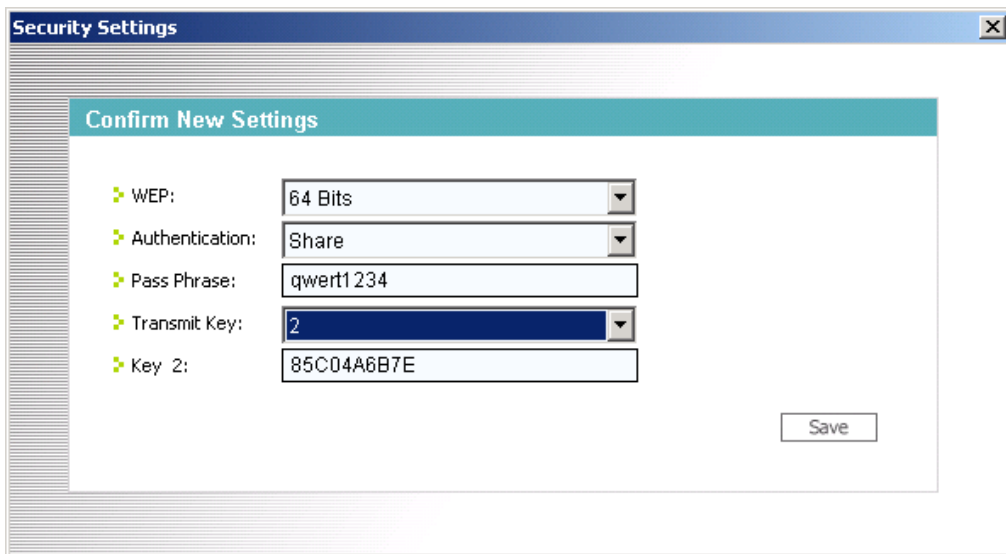 Security Settings
Confirm New Settings
WEP: 64 Bits
Authentication: Share
Pass Phrase: qwert1234
Transmit Key: 2
Key 2: 85C04A6B7E
Save